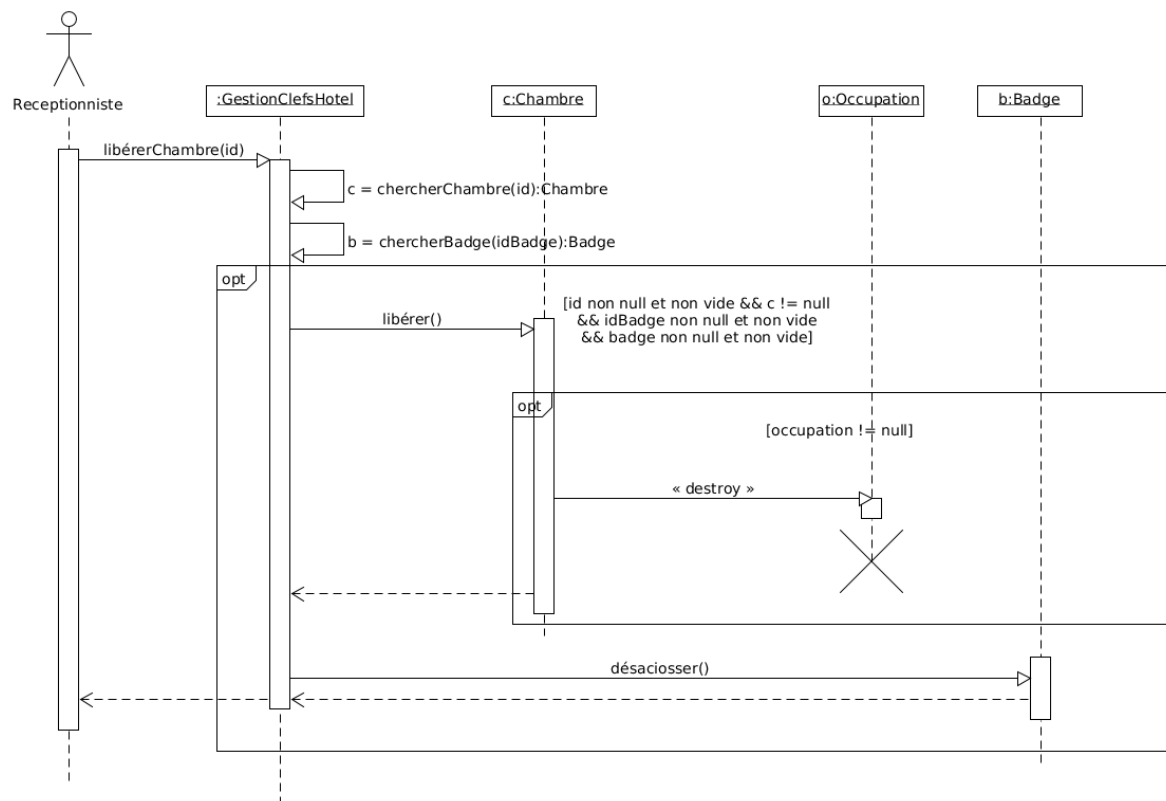 Receptionniste
:GestionClefsHotel
c:Chambre
o:Occupation
b:Badge
libérerChambre(id)
c = chercherChambre(id):Chambre
b = chercherBadge(idBadge):Badge
opt
[id non null et non vide && c != null
&& idBadge non null et non vide
&& badge non null et non vide]
libérer()
opt
[occupation != null]
« destroy »
désaciosser()